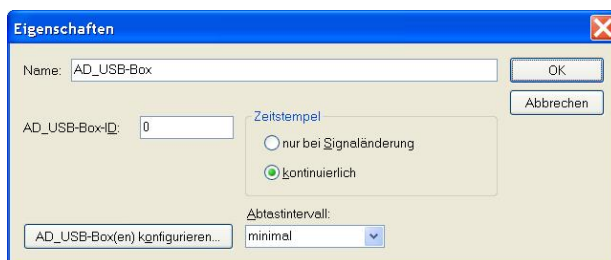 Eigenschaften
Name: AD_USB-Box
OK
Abbrechen
AD_USB-Box-ID: 0
Zeitstempel
nur bei Signaländerung
kontinuierlich
Abtastintervall:
AD_USB-Box(en) konfigurieren... minimal